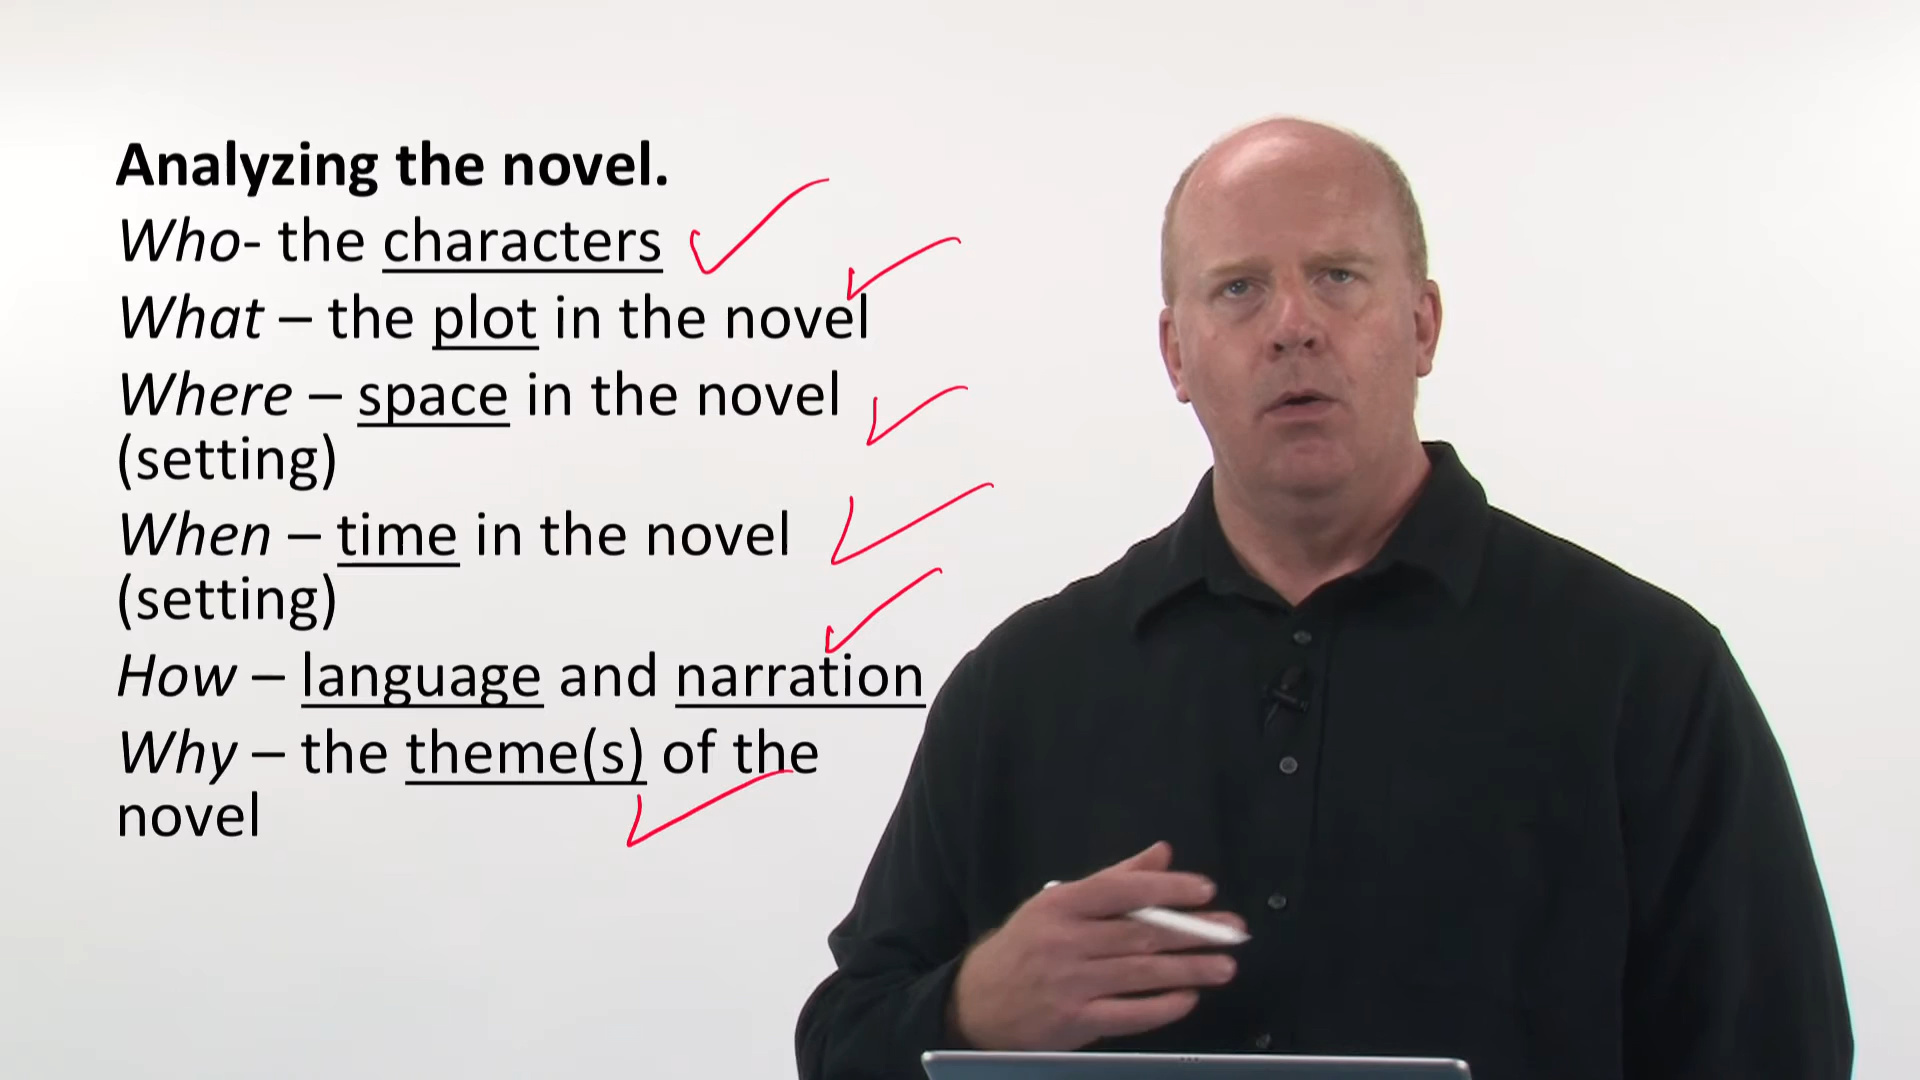 Analyzing the novel.
Who- the characters
What – the plot in the novel
Where – space in the novel
(setting)
When – time in the novel
(setting)
How – language and narration
Why – the theme(s) of the
novel